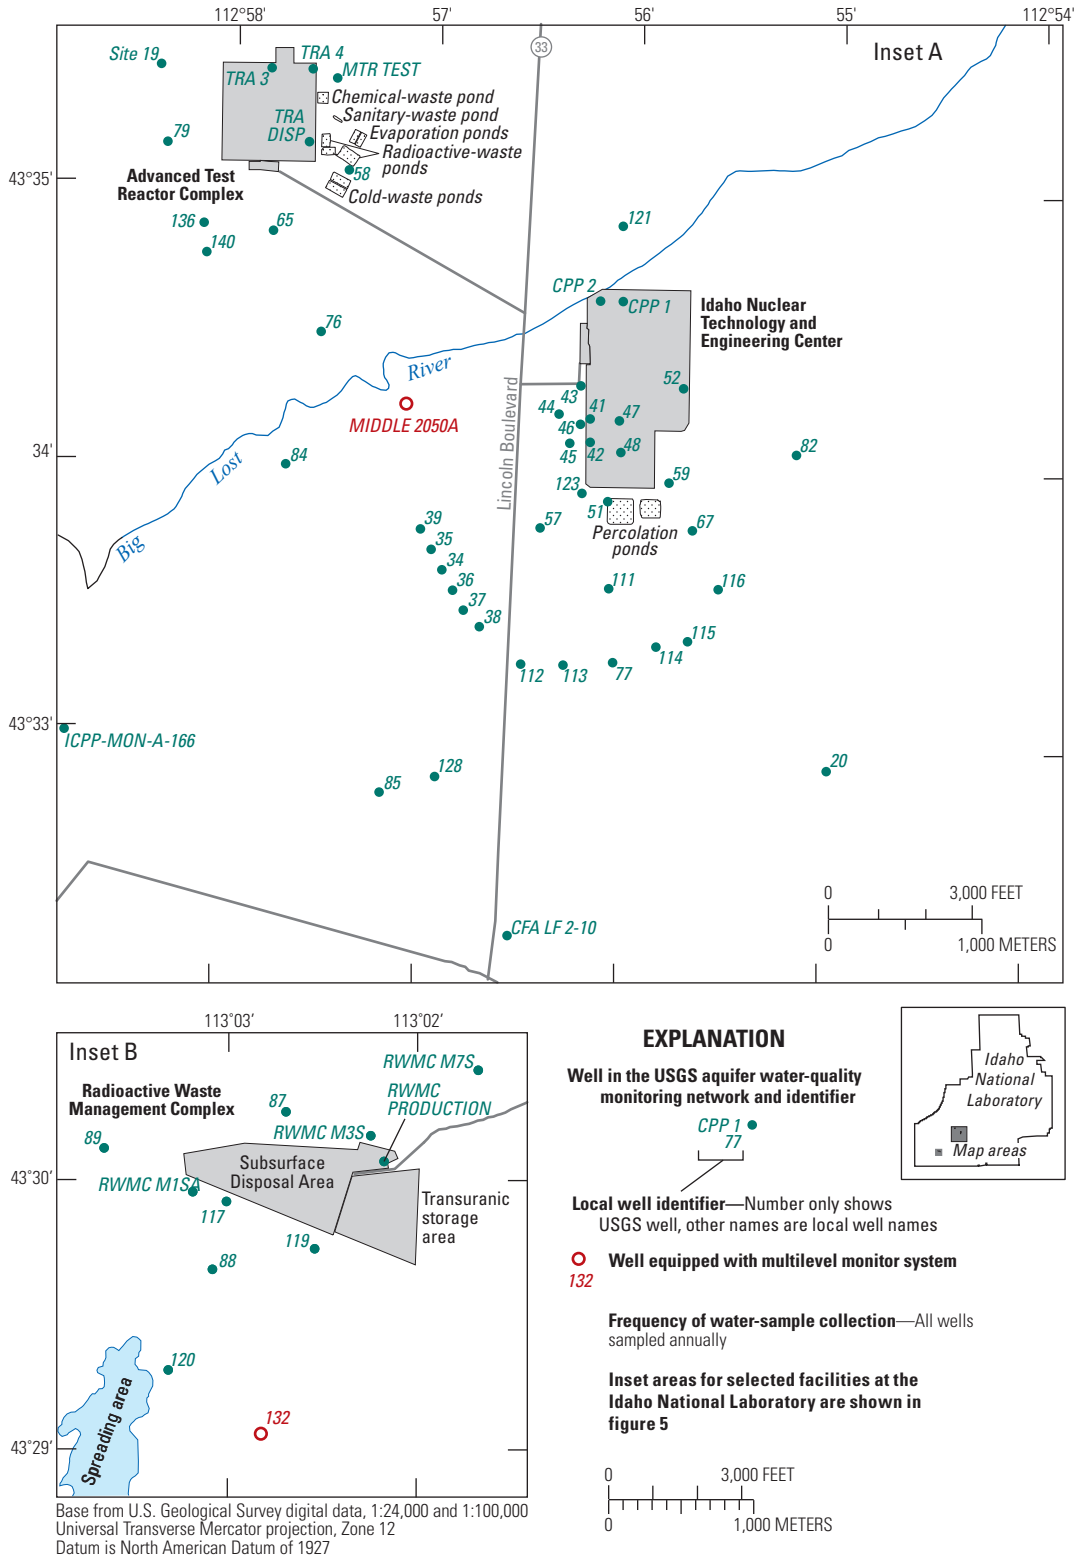 112°58'
57'
56'
55'
112°54'
Inset A
33
Site 19
TRA 4
TRA 3
MTR TEST
Chemical-waste pond
Sanitary-waste pond
Evaporation ponds
Radioactive-waste
ponds
TRA
DISP
79
58
Cold-waste ponds
43°35'
Advanced Test
Reactor Complex
136
65
140
121
CPP 2
CPP 1
Idaho Nuclear
Technology and
Engineering Center
76
River
MIDDLE 2050A
Lincoln Boulevard
52
43
44
41
47
46
45
42
48
82
34'
84
Lost
59
123
51
57
67
Percolation
ponds
Big
39
35
34
36
37
38
111
116
115
114
112
113
77
43°33'
ICPP-MON-A-166
128
85
20
0
3,000 FEET
0
1,000 METERS
CFA LF 2-10
113°03'
113°02'
Inset B
RWMC M7S
Radioactive Waste
Management Complex
87
RWMC
PRODUCTION
89
RWMC M3S
Subsurface
Disposal Area
43°30'
RWMC M1SA
117
Transuranic
storage
area
119
88
120
Spreading area
132
43°29'
Base from U.S. Geological Survey digital data, 1:24,000 and 1:100,000
Universal Transverse Mercator projection, Zone 12
Datum is North American Datum of 1927
EXPLANATION
Well in the USGS aquifer water-quality
monitoring network and identifier
CPP 1
77
Local well identifier—Number only shows
USGS well, other names are local well names
132
Well equipped with multilevel monitor system
Frequency of water-sample collection—All wells
sampled annually
Inset areas for selected facilities at the
Idaho National Laboratory are shown in
figure 5
0
3,000 FEET
0
1,000 METERS
Idaho
National
Laboratory
Map areas